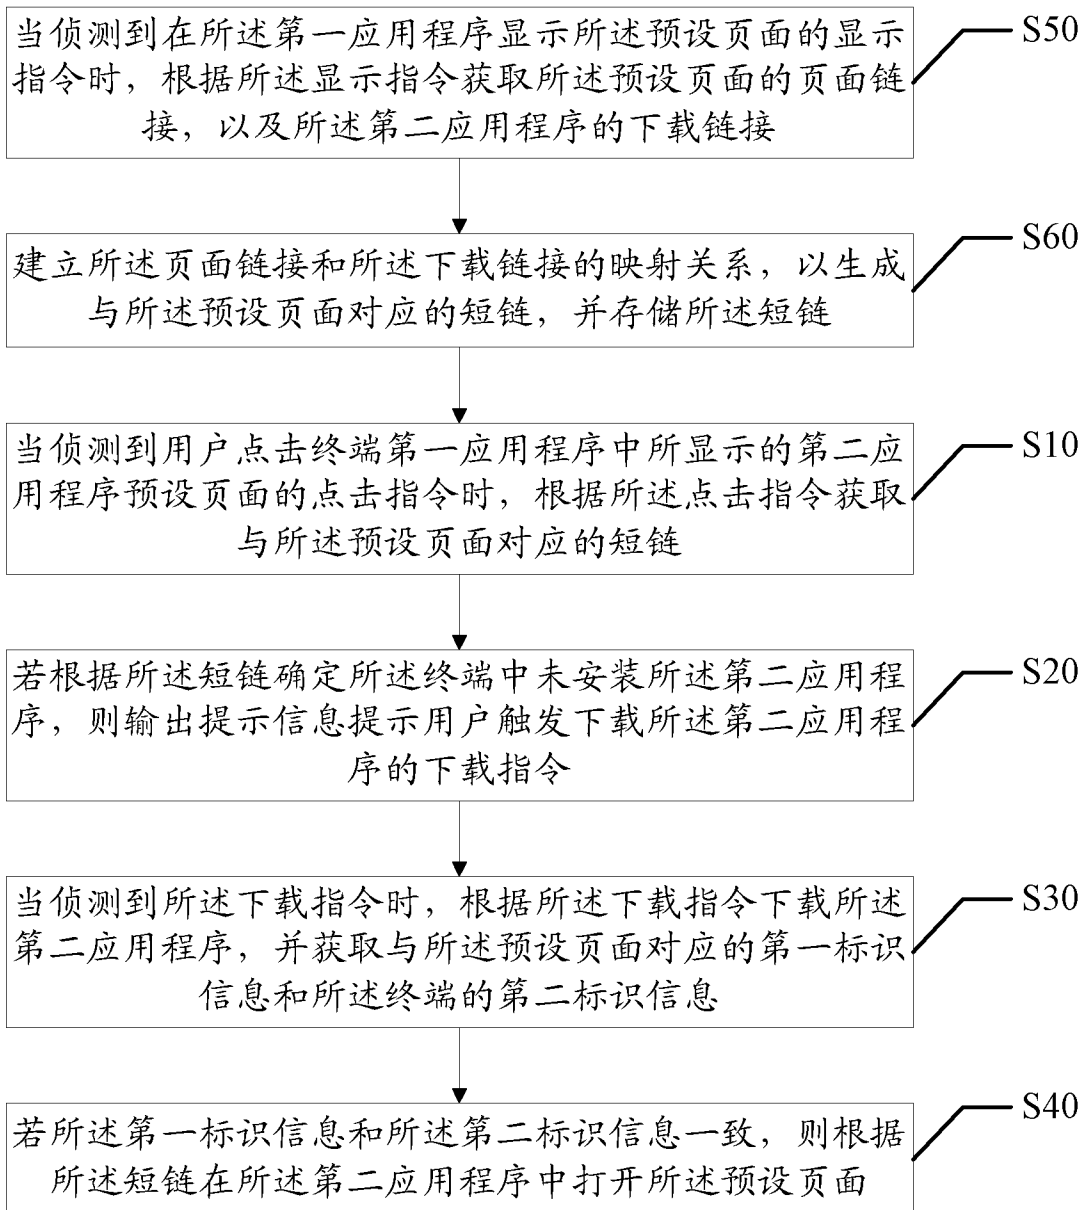 当侦测到在所述第一应用程序显示所述预设页面的显示
指令时，根据所述显示指令获取所述预设页面的页面链
接，以及所述第二应用程序的下载链接
S50
建立所述页面链接和所述下载链接的映射关系，以生成
与所述预设页面对应的短链，并存储所述短链
S60
当侦测到用户点击终端第一应用程序中所显示的第二应
用程序预设页面的点击指令时，根据所述点击指令获取
与所述预设页面对应的短链
S10
若根据所述短链确定所述终端中未安装所述第二应用程
序，则输出提示信息提示用户触发下载所述第二应用程
序的下载指令
S20
当侦测到所述下载指令时，根据所述下载指令下载所述
第二应用程序，并获取与所述预设页面对应的第一标识
信息和所述终端的第二标识信息
S30
若所述第一标识信息和所述第二标识信息一致，则根据
所述短链在所述第二应用程序中打开所述预设页面
S40